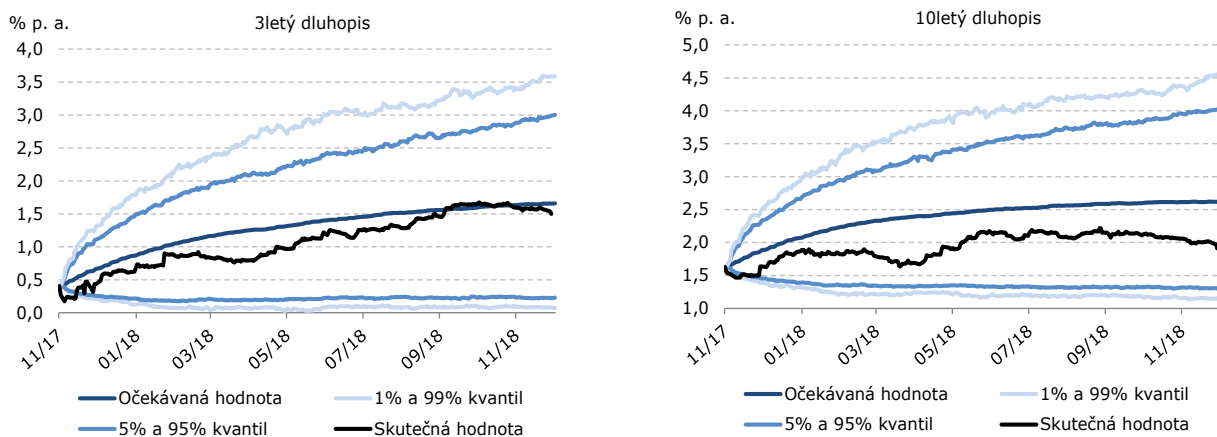 % p. a.
3letý dluhopis
4,0
3,5
3,0
2,5
2,0
1,5
1,0
0,5
0,0
11/17
01/18
03/18
05/18
07/18
09/18
11/18
Očekávaná hodnota
1% a 99% kvantil
5% a 95% kvantil
Skutečná hodnota
% p. a.
10letý dluhopis
5,0
4,5
4,0
3,5
3,0
2,5
2,0
1,5
1,0
11/17
01/18
03/18
05/18
07/18
09/18
11/18
Očekávaná hodnota
1% a 99% kvantil
5% a 95% kvantil
Skutečná hodnota